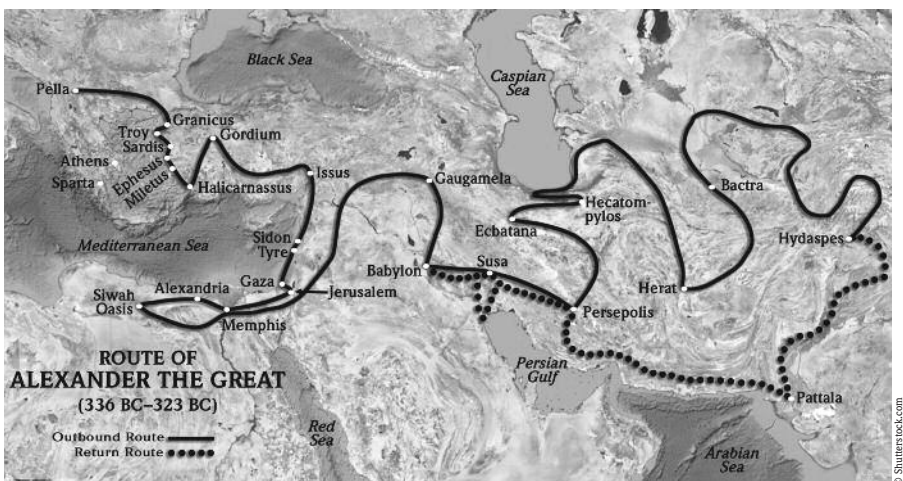 Black Sea
Caspian
Sea
Pella
Granicus
Troy
Gordium
Sardis
Athens
Ephesus
Issus
Sparta
Miletus
Halicarnassus
Gaugamela
Bactra
Hecatom-
pylos
Ecbatana
Mediterranean Sea
Sidon
Tyre
Hydaspes
Babylon
Susa
Gaza
Jerusalem
Alexandria
Siwah
Oasis
Herat
Memphis
Persepolis
ROUTE OF
ALEXANDER THE GREAT
(336 BC–323 BC)
Persian
Gulf
Pattala
Red
Sea
Outbound Route
Return Route
Arabian
Sea
© Shutterstock.com